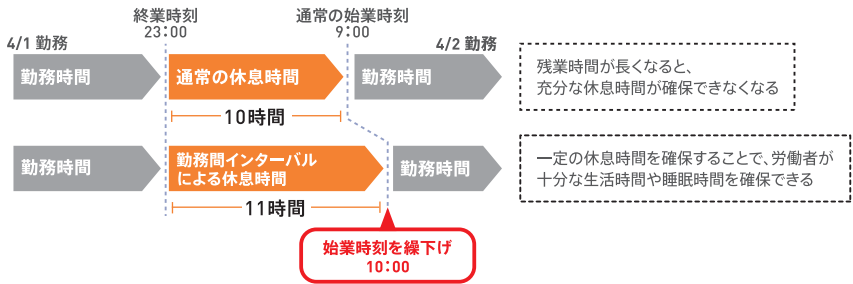 終業時刻
23：00
通常の始業時刻
9：00
4/1 勤務
4/2 勤務
勤務時間
通常の休息時間
勤務時間
残業時間が長くなると、
充分な休息時間が確保できなくなる
10時間
勤務時間
勤務間インターバル
による休息時間
勤務時間
一定の休息時間を確保することで、労働者が
十分な生活時間や睡眠時間を確保できる
11時間
始業時刻を繰下げ
10：00